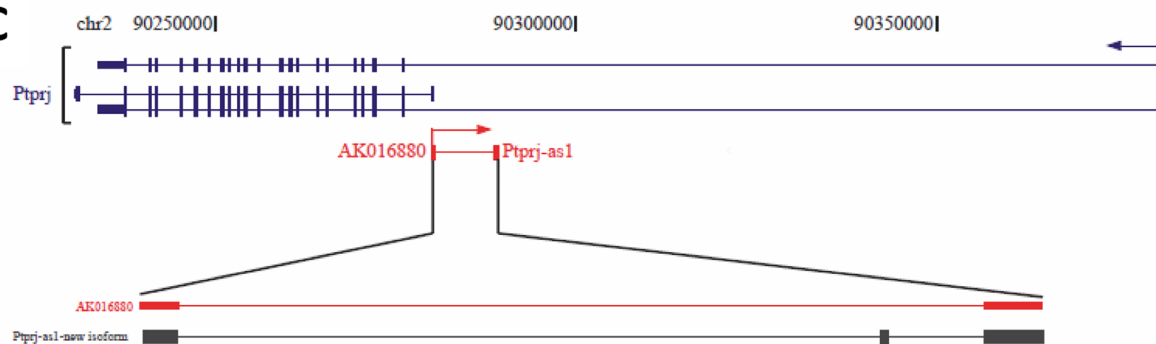 C
chr2 90250000 90300000 90350000
Ptprj
AK016880 Ptprj-as1
AK016880
Ptprj-as1-new isoform